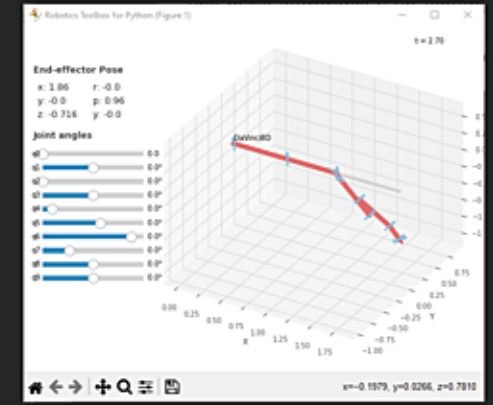 Robotics Toolbox for Python (Figure 1)
t = 2.70
End-effector Pose
x: 1.86 r: -0.0
y: -0.0 p: 0.96
z: -0.716 y: -0.0
Joint angles
q0 0.0
q1 0.0°
q2 0.0°
q3 0.0°
q4 0.0°
q5 0.0°
q6 0.0°
q7 0.0°
q8 0.0°
q9 0.0°
0.00 0.25 0.50 0.75 1.00 1.25 1.50 1.75
X
-1.00 -0.75 -0.50 -0.25 0.00 0.25 0.50 0.75
Y
x=-0.1979, y=0.0266, z=0.7810